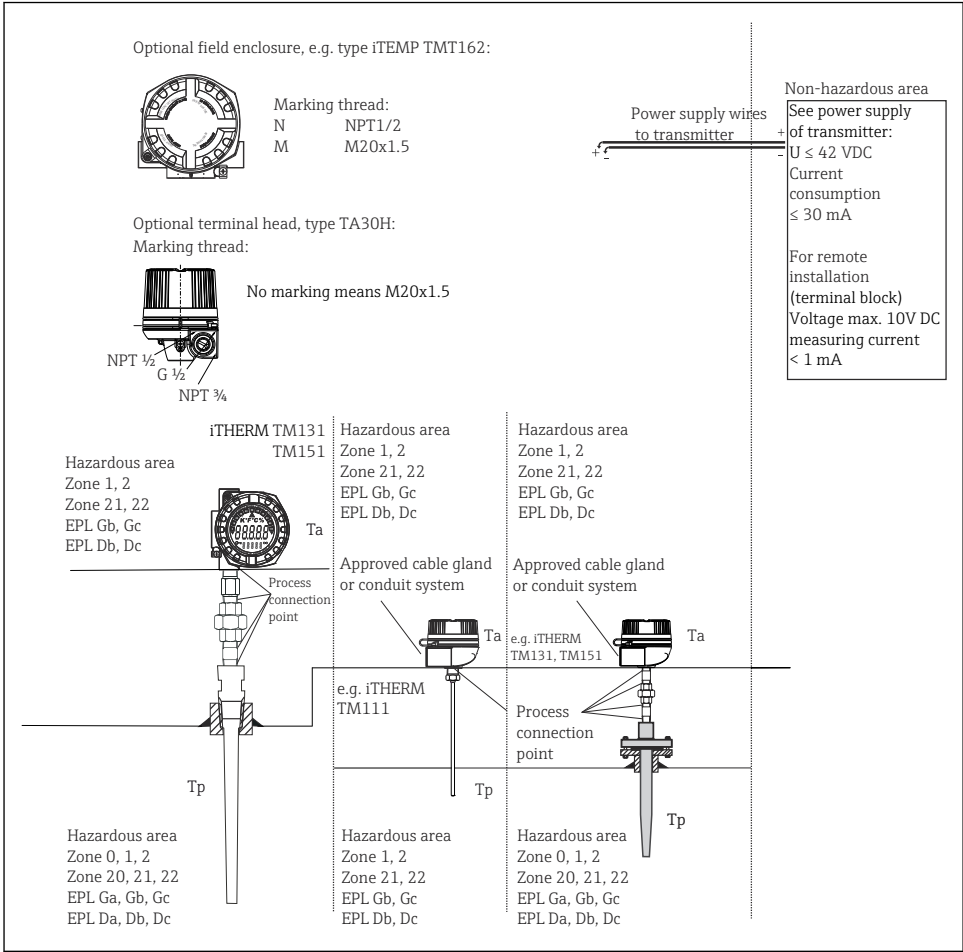 Optional field enclosure, e.g. type iTEMP TMT162:
Marking thread:
N NPT1/2
M M20x1.5
Power supply wires
to transmitter
+ -
+
-
Non-hazardous area
See power supply
of transmitter:
U ≤ 42 VDC
Current
consumption
≤ 30 mA
For remote
installation
(terminal block)
Voltage max. 10V DC
measuring current
< 1 mA
Optional terminal head, type TA30H:
Marking thread:
No marking means M20x1.5
NPT ½
G ½
NPT ¾
iTHERM TM131
TM151
Hazardous area
Zone 1, 2
Zone 21, 22
EPL Gb, Gc
EPL Db, Dc
K°F°C%
88888
Ta
Process
connection
point
Tp
Hazardous area
Zone 0, 1, 2
Zone 20, 21, 22
EPL Ga, Gb, Gc
EPL Da, Db, Dc
Hazardous area
Zone 1, 2
Zone 21, 22
EPL Gb, Gc
EPL Db, Dc
Approved cable gland
or conduit system
Ta
e.g. iTHERM
TM111
Tp
Hazardous area
Zone 1, 2
Zone 21, 22
EPL Gb, Gc
EPL Db, Dc
Hazardous area
Zone 1, 2
Zone 21, 22
EPL Gb, Gc
EPL Db, Dc
Approved cable gland
or conduit system
e.g. iTHERM
TM131, TM151
Ta
Process
connection
point
Tp
Hazardous area
Zone 0, 1, 2
Zone 20, 21, 22
EPL Ga, Gb, Gc
EPL Da, Db, Dc